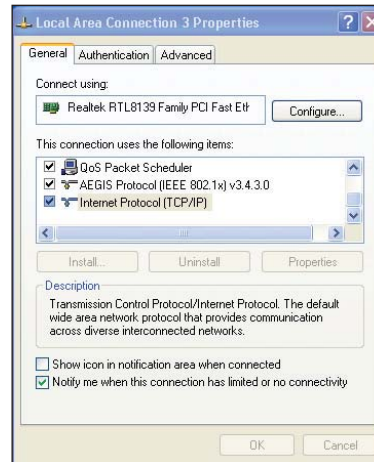 Local Area Connection 3 Properties
General Authentication Advanced
Connect using:
Realtek RTL8139 Family PCI Fast Eth
Configure...
This connection uses the following items:
QoS Packet Scheduler
AEGIS Protocol (IEEE 802.1x) v3.4.3.0
Internet Protocol (TCP/IP)
Install... Uninstall Properties
Description
Transmission Control Protocol/Internet Protocol. The default
wide area network protocol that provides communication
across diverse interconnected networks.
Show icon in notification area when connected
Notify me when this connection has limited or no connectivity
OK Cancel